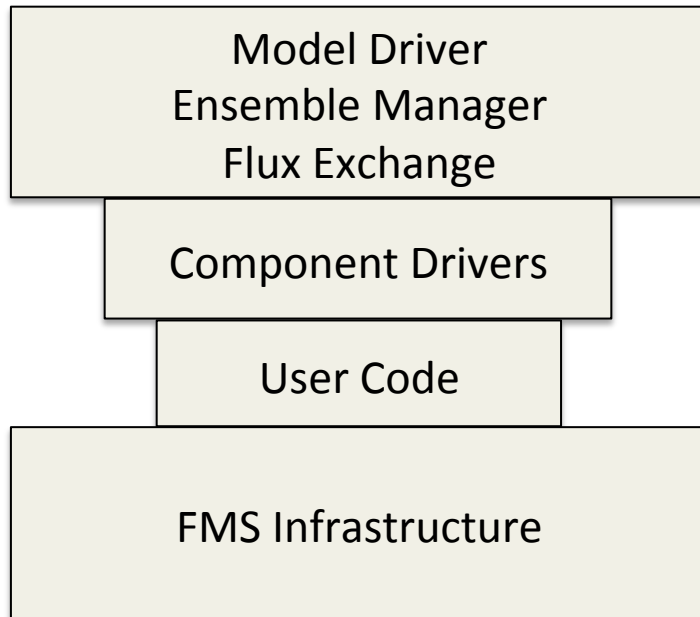 Model Driver
Ensemble Manager
Flux Exchange
Component Drivers
User Code
FMS Infrastructure